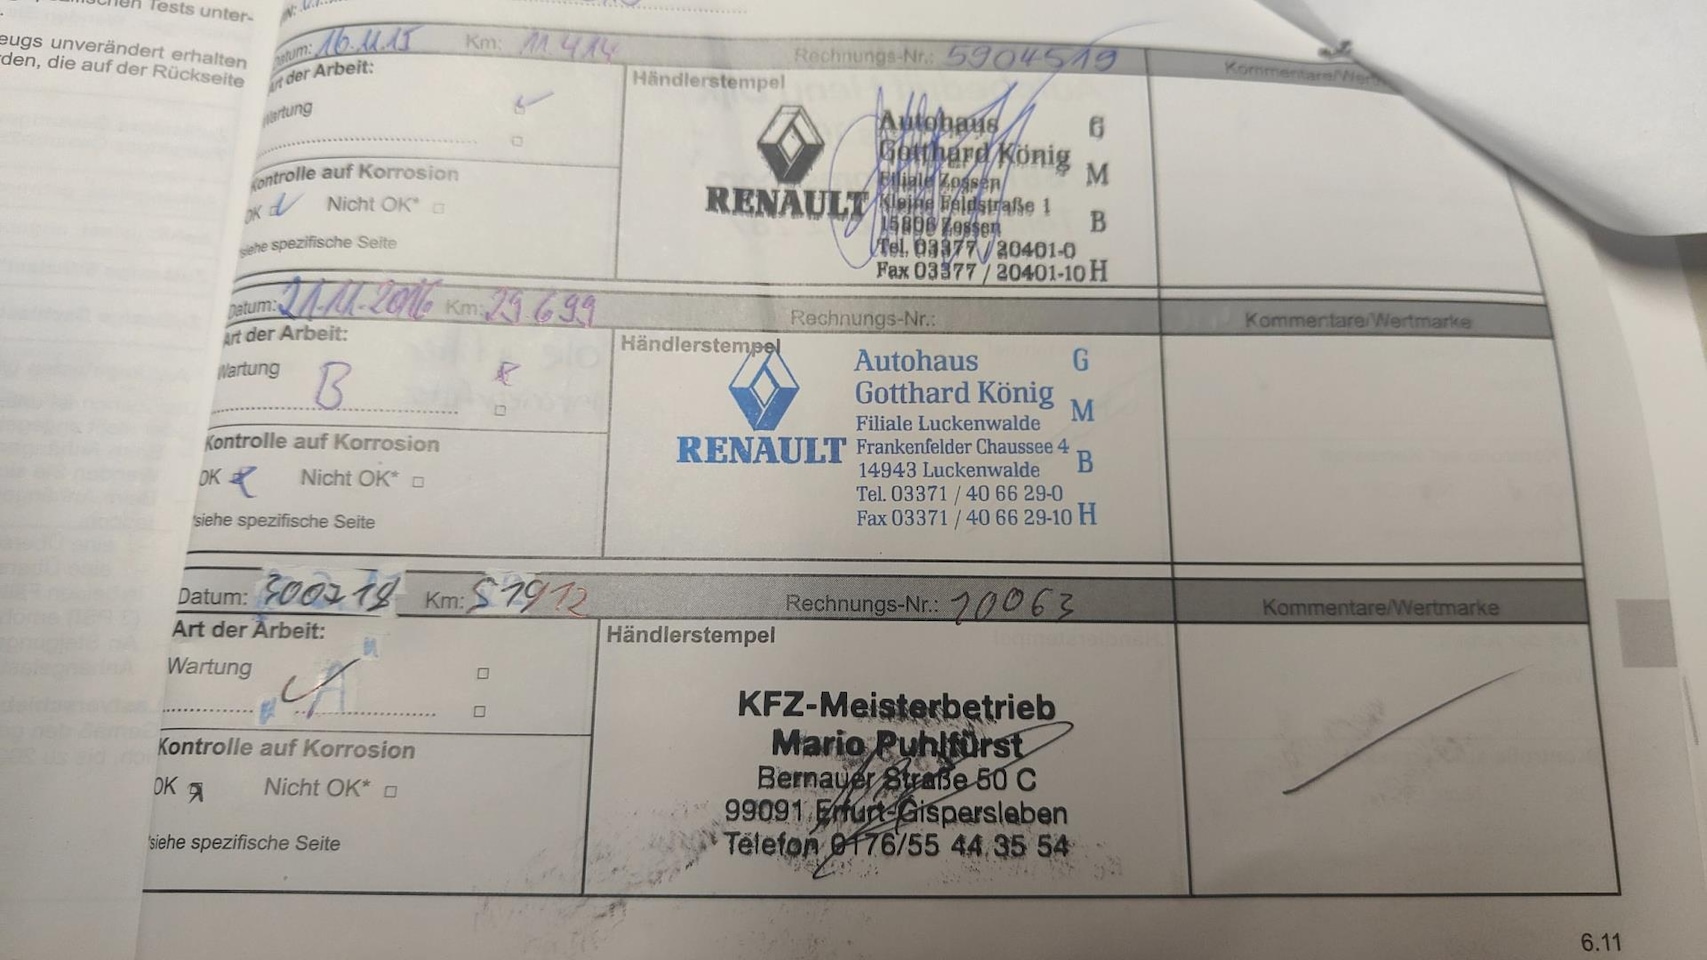 schen Tests unter-
eugs unverändert erhalten
rden, die auf der Rückseite
Datum: 16.11.15 Km: 11.414 Rechnungs-Nr.: 5904519
Art der Arbeit:
Wartung
Kontrolle auf Korrosion
OK Nicht OK*
*siehe spezifische Seite
Händlerstempel
RENAULT
Autohaus G
Gotthard König
Filiale Zossen M
Kleine Feldstraße 1
15806 Zossen B
Tel. 03377 / 20401-0
Fax 03377 / 20401-10 H
Datum: 21.11.2016 Km: 29.699 Rechnungs-Nr.: Kommentare/Wertmarke
Art der Arbeit:
Wartung B
Kontrolle auf Korrosion
OK Nicht OK*
*siehe spezifische Seite
Händlerstempel
RENAULT
Autohaus G
Gotthard König
Filiale Luckenwalde M
Frankenfelder Chaussee 4
14943 Luckenwalde B
Tel. 03371 / 40 66 29-0
Fax 03371 / 40 66 29-10 H
Datum: 300718 Km: 51912 Rechnungs-Nr.: 10063 Kommentare/Wertmarke
Art der Arbeit:
Wartung
Kontrolle auf Korrosion
OK Nicht OK*
*siehe spezifische Seite
Händlerstempel
KFZ-Meisterbetrieb
Mario Puhlfürst
Bernauer Straße 50 C
99091 Erfurt-Gispersleben
Telefon 0176/55 44 35 54
6.11